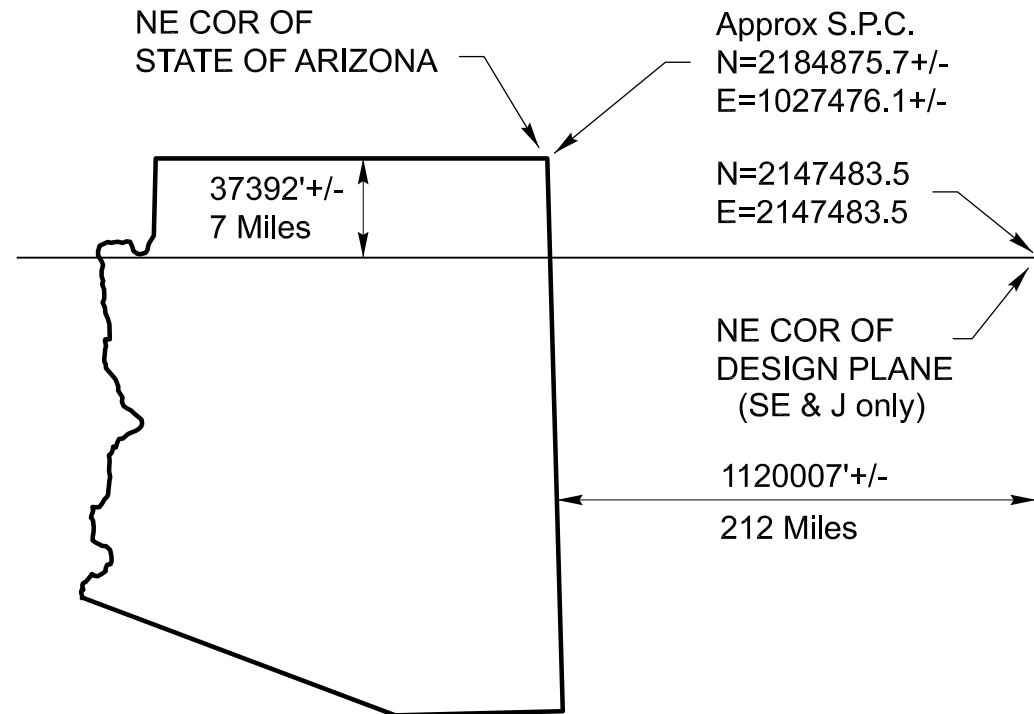 NE COR OF
STATE OF ARIZONA
Approx S.P.C.
N=2184875.7+/-
E=1027476.1+/-
37392'+/-
7 Miles
N=2147483.5
E=2147483.5
NE COR OF
DESIGN PLANE
(SE & J only)
1120007'+/-
212 Miles